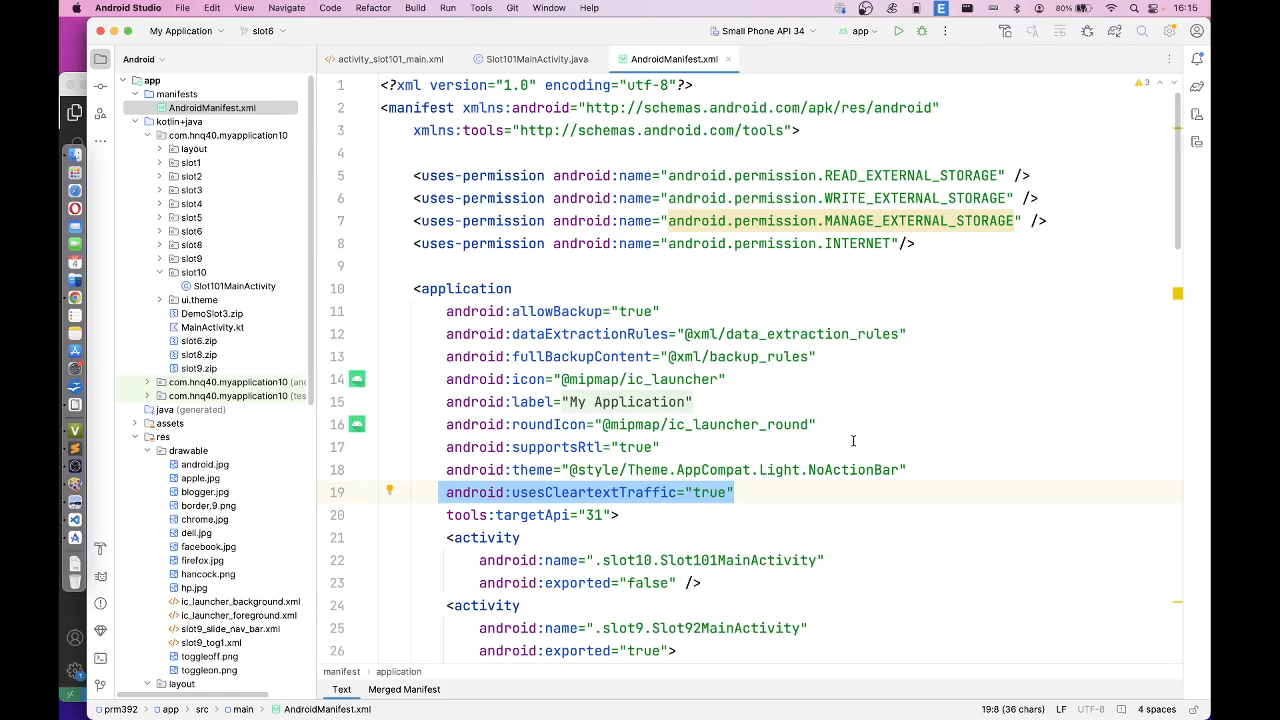 Android Studio File Edit View Navigate Code Refactor Build Run Tools Git Window Help E 80% 16:15
My Application slot6 Small Phone API 34 app
Android
activity_slot101_main.xml Slot101MainActivity.java AndroidManifest.xml
app
manifests
AndroidManifest.xml
kotlin+java
com.hnq40.myapplication10
layout
slot1
slot2
slot3
slot4
slot5
slot6
slot8
slot9
slot10
Slot101MainActivity
ui.theme
DemoSlot3.zip
MainActivity.kt
slot6.zip
slot8.zip
slot9.zip
com.hnq40.myapplication10 (an
com.hnq40.myapplication10 (tes
java (generated)
assets
res
drawable
android.jpg
apple.jpg
blogger.jpg
border.9.png
chrome.jpg
dell.jpg
facebook.jpg
firefox.jpg
hancock.png
hp.jpg
ic_launcher_background.xml
ic_launcher_foreground.xml
slot9_slide_nav_bar.xml
slot9_tog1.xml
toggleoff.png
toggleon.png
layout
3
1 <?xml version="1.0" encoding="utf-8"?>
2 <manifest xmlns:android="http://schemas.android.com/apk/res/android"
3 xmlns:tools="http://schemas.android.com/tools">
4
5 <uses-permission android:name="android.permission.READ_EXTERNAL_STORAGE" />
6 <uses-permission android:name="android.permission.WRITE_EXTERNAL_STORAGE" />
7 <uses-permission android:name="android.permission.MANAGE_EXTERNAL_STORAGE" />
8 <uses-permission android:name="android.permission.INTERNET"/>
9
10 <application
11 android:allowBackup="true"
12 android:dataExtractionRules="@xml/data_extraction_rules"
13 android:fullBackupContent="@xml/backup_rules"
14 android:icon="@mipmap/ic_launcher"
15 android:label="My Application"
16 android:roundIcon="@mipmap/ic_launcher_round"
17 android:supportsRtl="true"
18 android:theme="@style/Theme.AppCompat.Light.NoActionBar"
19 android:usesCleartextTraffic="true"
20 tools:targetApi="31">
21 <activity
22 android:name=".slot10.Slot101MainActivity"
23 android:exported="false" />
24 <activity
25 android:name=".slot9.Slot92MainActivity"
26 android:exported="true">
manifest application
Text Merged Manifest
prm392 app src main AndroidManifest.xml 19:8 (36 chars) LF UTF-8 4 spaces